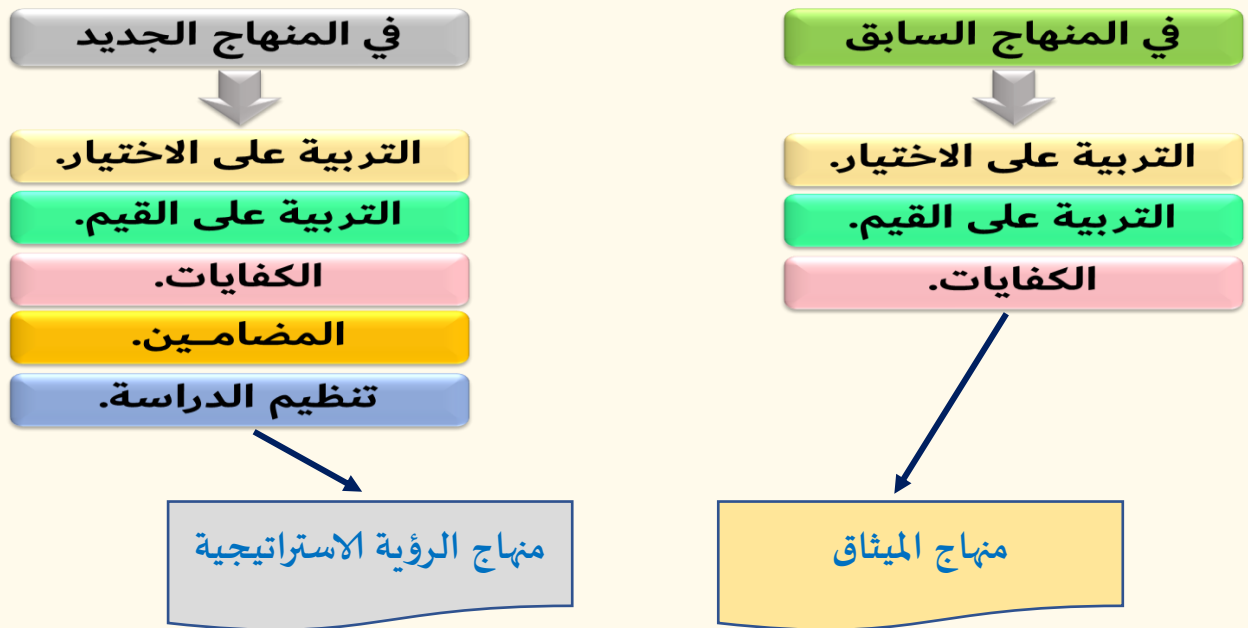 في المنهاج السابق
التربية على الاختيار.
التربية على القيم.
الكفايات.
منهاج الميثاق
في المنهاج الجديد
التربية على الاختيار.
التربية على القيم.
الكفايات.
المضامـين.
تنظيم الدراسة.
منهاج الرؤية الاستراتيجية